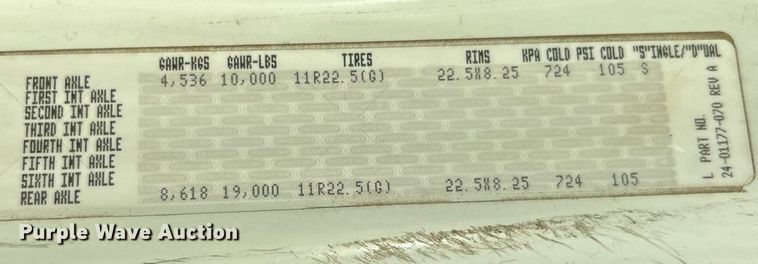 GAWR-KGS GAWR-LBS TIRES RIMS KPA COLD PSI COLD "S"INGLE/"D"UAL
FRONT AXLE 4,536 10,000 11R22.5(G) 22.5X8.25 724 105 S
FIRST INT AXLE
SECOND INT AXLE
THIRD INT AXLE
FOURTH INT AXLE
FIFTH INT AXLE
SIXTH INT AXLE
REAR AXLE 8,618 19,000 11R22.5(G) 22.5X8.25 724 105
L PART NO.
24-01177-070 REV A
Purple Wave Auction